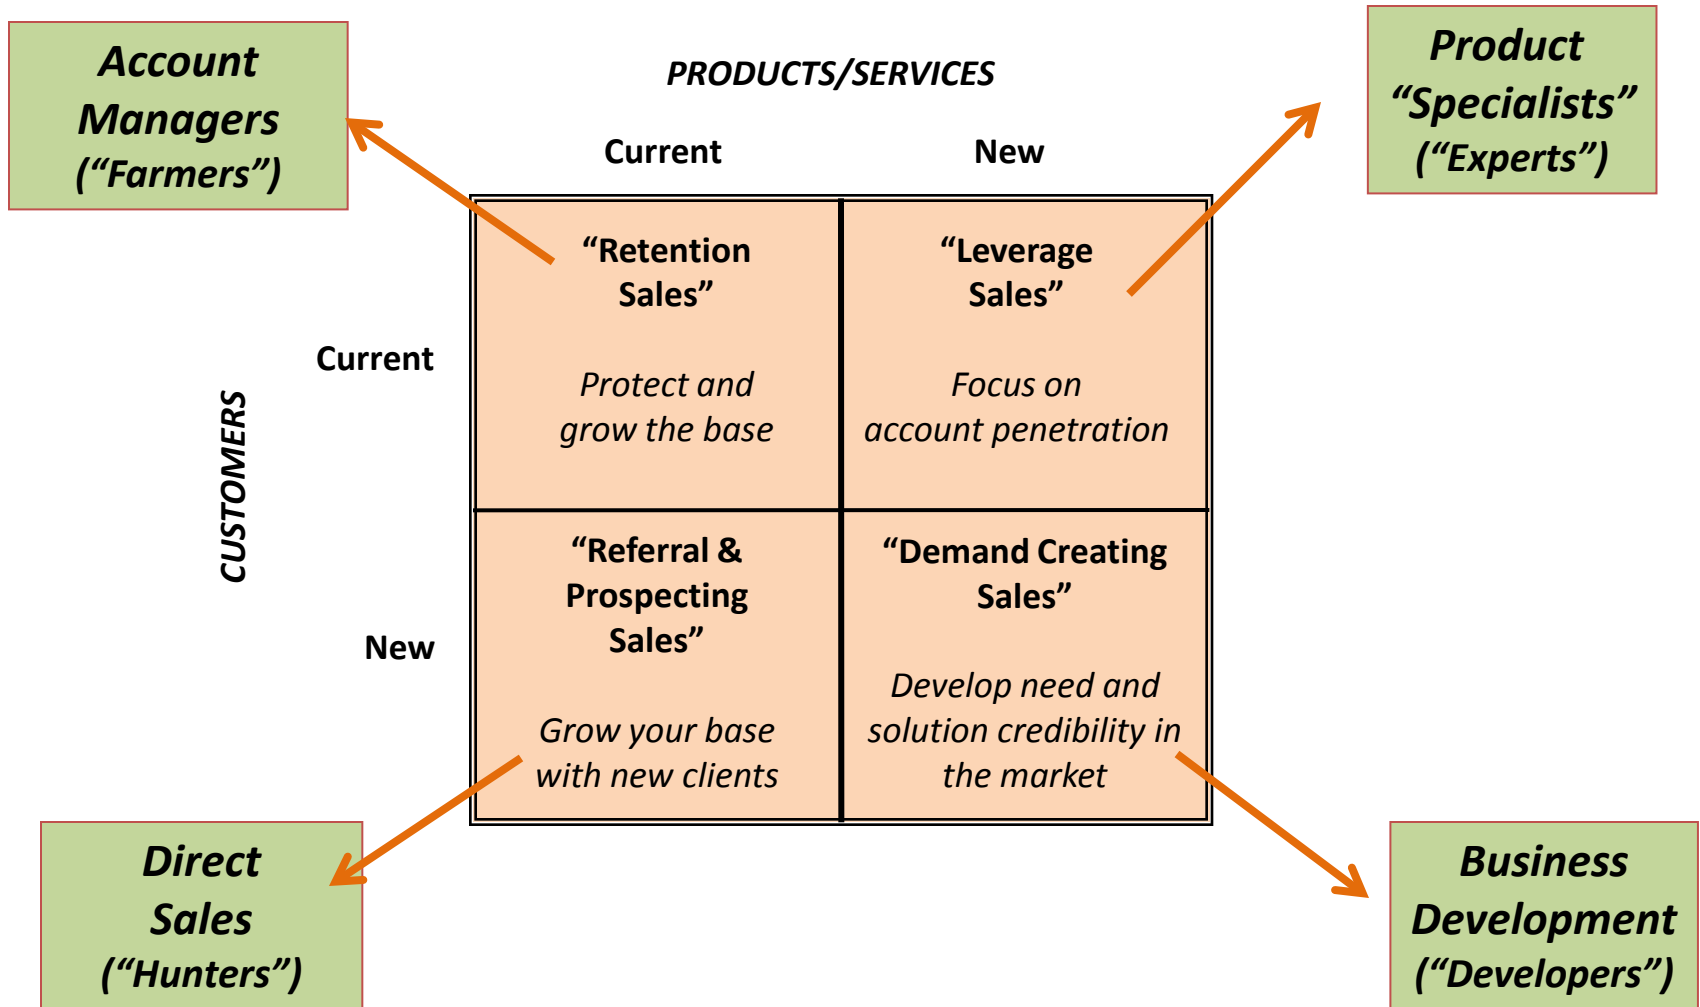 Account
Managers
(“Farmers”)
PRODUCTS/SERVICES
Product
“Specialists”
(“Experts”)
Current
New
CUSTOMERS
Current
“Retention
Sales”
Protect and
grow the base
“Leverage
Sales”
Focus on
account penetration
New
“Referral &
Prospecting
Sales”
Grow your base
with new clients
“Demand Creating
Sales”
Develop need and
solution credibility in
the market
Direct
Sales
(“Hunters”)
Business
Development
(“Developers”)